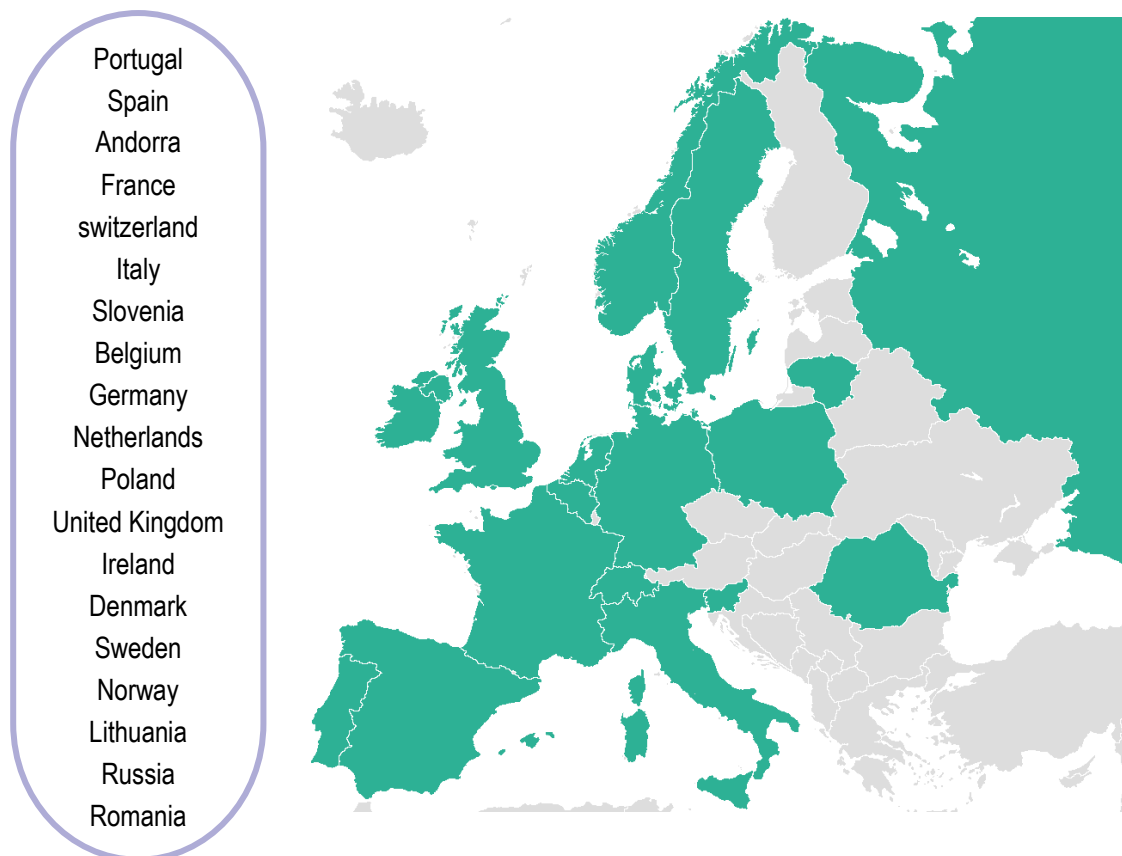 Portugal
Spain
Andorra
France
switzerland
Italy
Slovenia
Belgium
Germany
Netherlands
Poland
United Kingdom
Ireland
Denmark
Sweden
Norway
Lithuania
Russia
Romania